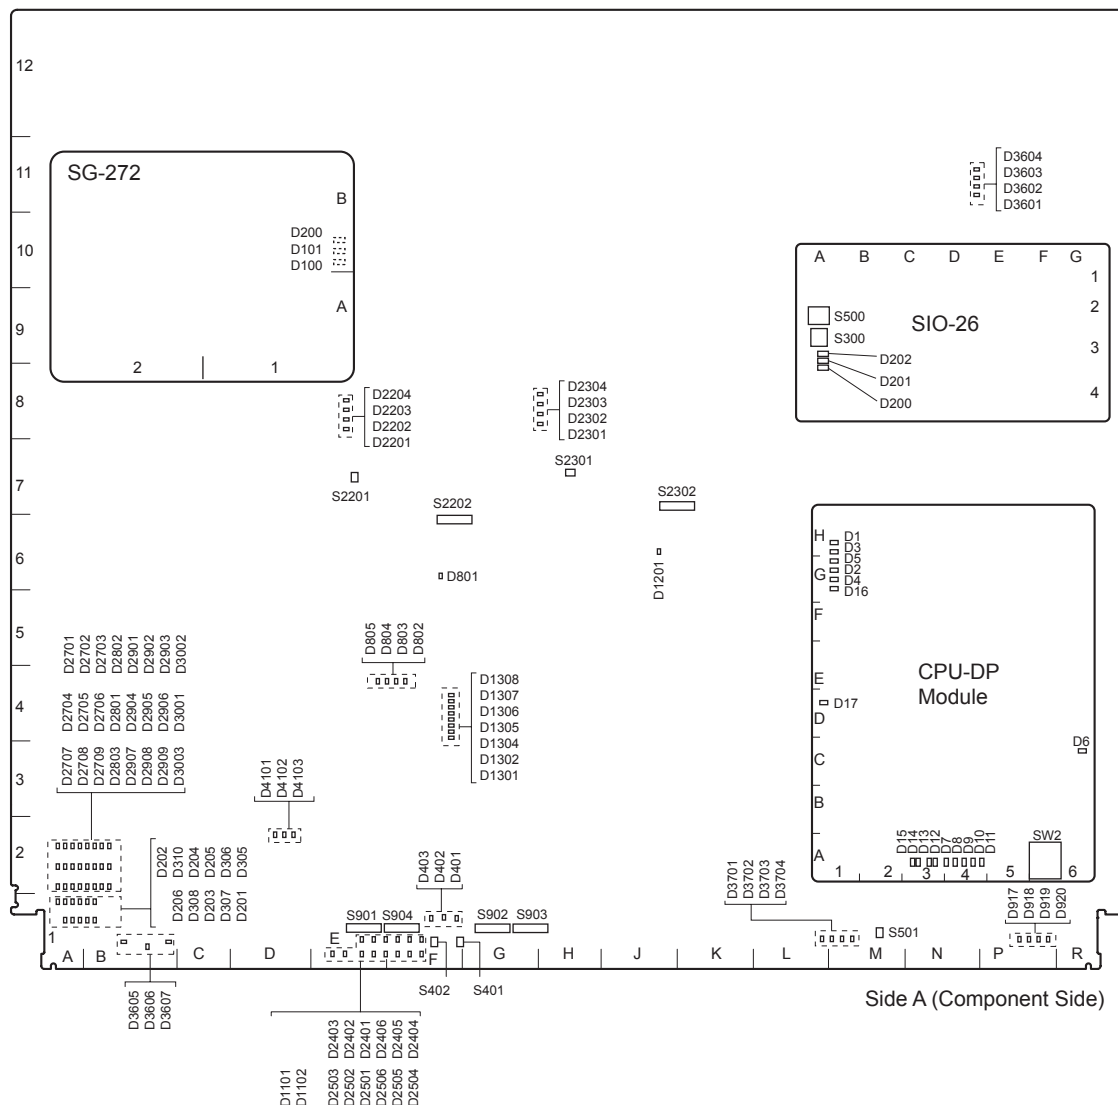 12
11
10
9
8
7
6
5
4
3
2
1
SG-272
B
D200
D101
D100
A
2 1
D3604
D3603
D3602
D3601
A B C D E F G
1
2
3
4
S500
S300
SIO-26
D202
D201
D200
D2204
D2203
D2202
D2201
D2304
D2303
D2302
D2301
S2201
S2202
S2301
S2302
D801
D1201
H
G
F
E
D
C
B
A
D1
D3
D5
D2
D4
D16
CPU-DP
Module
D17
D6
D15
D14
D13
D12
D7
D8
D9
D10
D11
SW2
1 2 3 4 5 6
D805
D804
D803
D802
D1308
D1307
D1306
D1305
D1304
D1302
D1301
D2701
D2702
D2703
D2802
D2901
D2902
D2903
D3002
D2704
D2705
D2706
D2801
D2904
D2905
D2906
D3001
D2707
D2708
D2709
D2803
D2907
D2908
D2909
D3003
D4101
D4102
D4103
D202
D310
D204
D205
D306
D305
D206
D308
D203
D307
D201
D403
D402
D401
D3701
D3702
D3703
D3704
D917
D918
D919
D920
S901
S904
S902
S903
S501
A B C D E F G H J K L M N P R
D3605
D3606
D3607
S402
S401
Side A (Component Side)
D2403
D2402
D2401
D2406
D2405
D2404
D1101
D1102
D2503
D2502
D2501
D2506
D2505
D2504